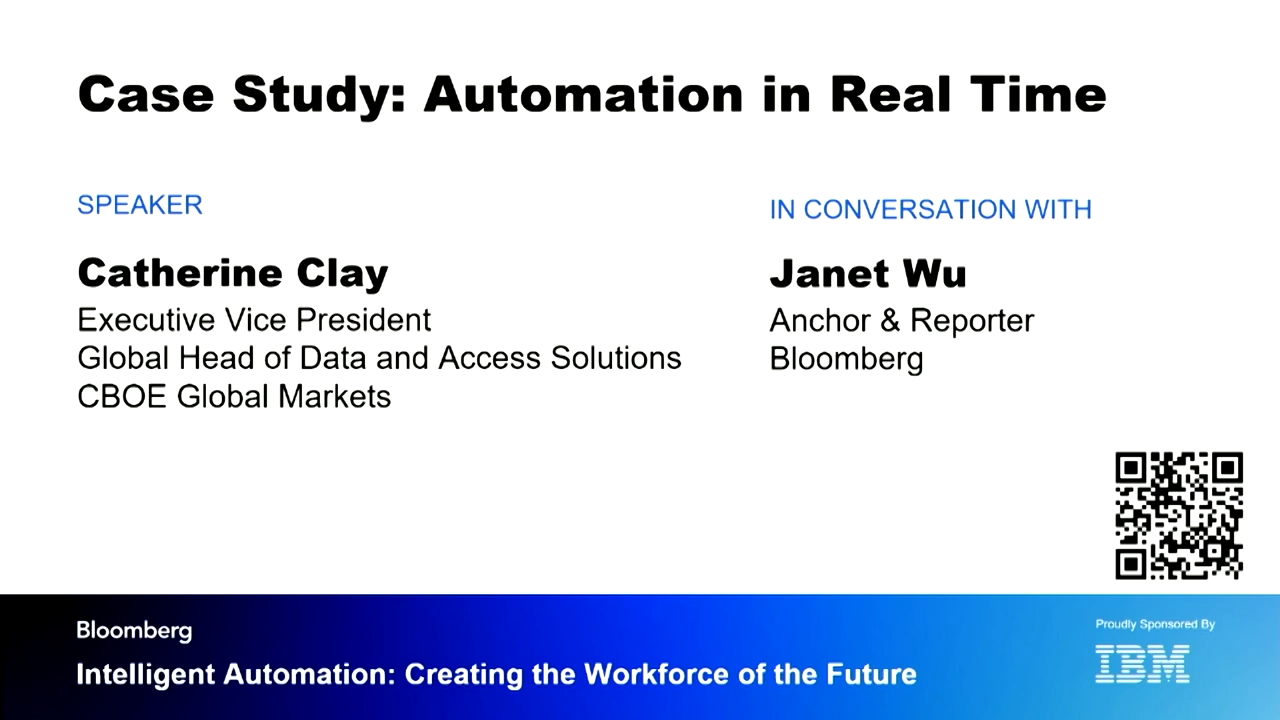 Case Study: Automation in Real Time
SPEAKER
Catherine Clay
Executive Vice President
Global Head of Data and Access Solutions
CBOE Global Markets
IN CONVERSATION WITH
Janet Wu
Anchor & Reporter
Bloomberg
Bloomberg
Intelligent Automation: Creating the Workforce of the Future
Proudly Sponsored By
IBM